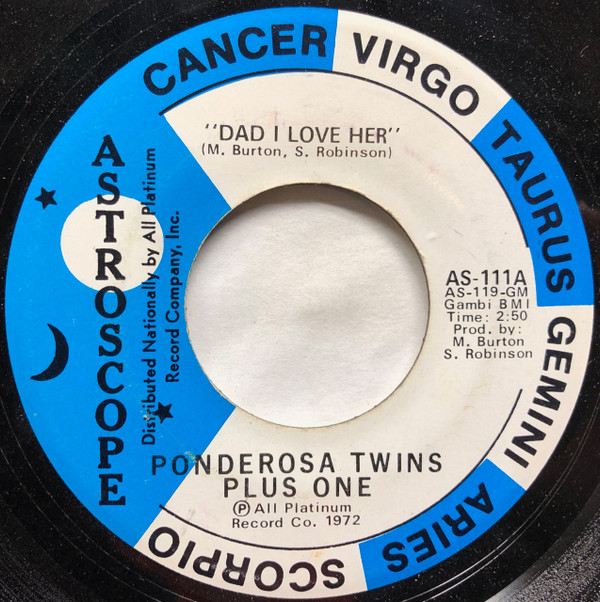 CANCER
VIRGO
TAURUS
GEMINI
ARIES
SCORPIO
ASTROSCOPE
Distributed Nationally by All Platinum
Record Company, Inc.
"DAD I LOVE HER"
(M. Burton, S. Robinson)
AS-111A
AS-119-GM
Gambi BMI
Time: 2:50
Prod. by:
M. Burton
S. Robinson
PONDEROSA TWINS
PLUS ONE
Ⓟ All Platinum
Record Co. 1972